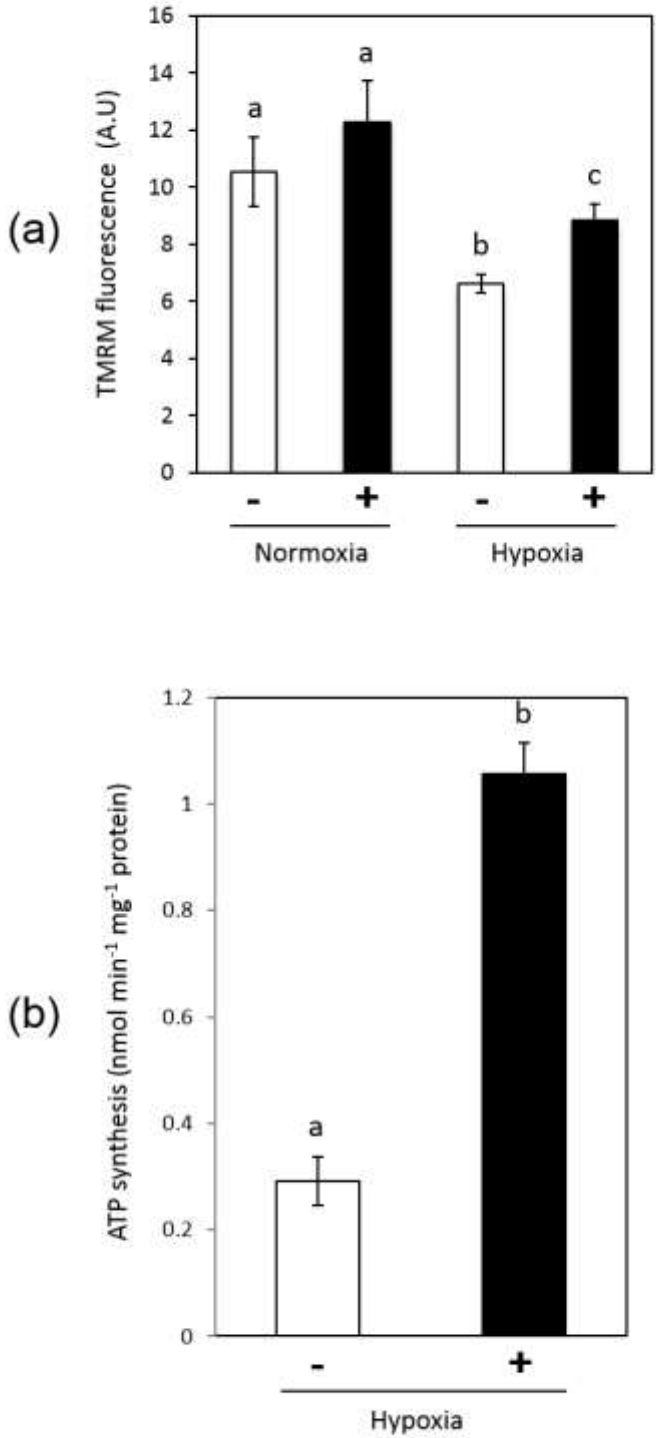 (a)
TMRM fluorescence (A.U)
16
14
12
10
8
6
4
2
0
a
a
b
c
- + - +
Normoxia Hypoxia
(b)
ATP synthesis (nmol min⁻¹ mg⁻¹ protein)
1.2
1
0.8
0.6
0.4
0.2
0
a
b
- +
Hypoxia